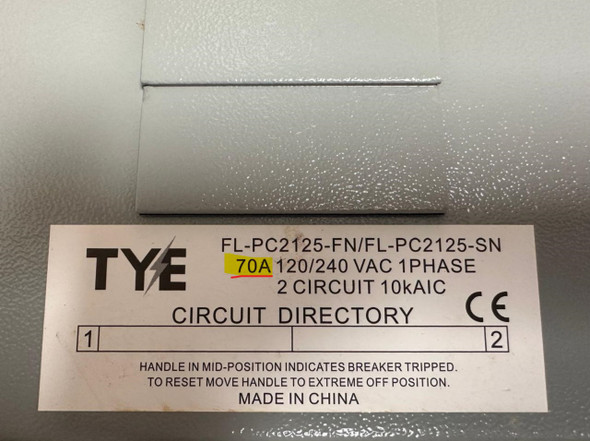 TYE
FL-PC2125-FN/FL-PC2125-SN
70A 120/240 VAC 1PHASE
2 CIRCUIT 10kAIC
CE
CIRCUIT DIRECTORY
1 2
HANDLE IN MID-POSITION INDICATES BREAKER TRIPPED.
TO RESET MOVE HANDLE TO EXTREME OFF POSITION.
MADE IN CHINA